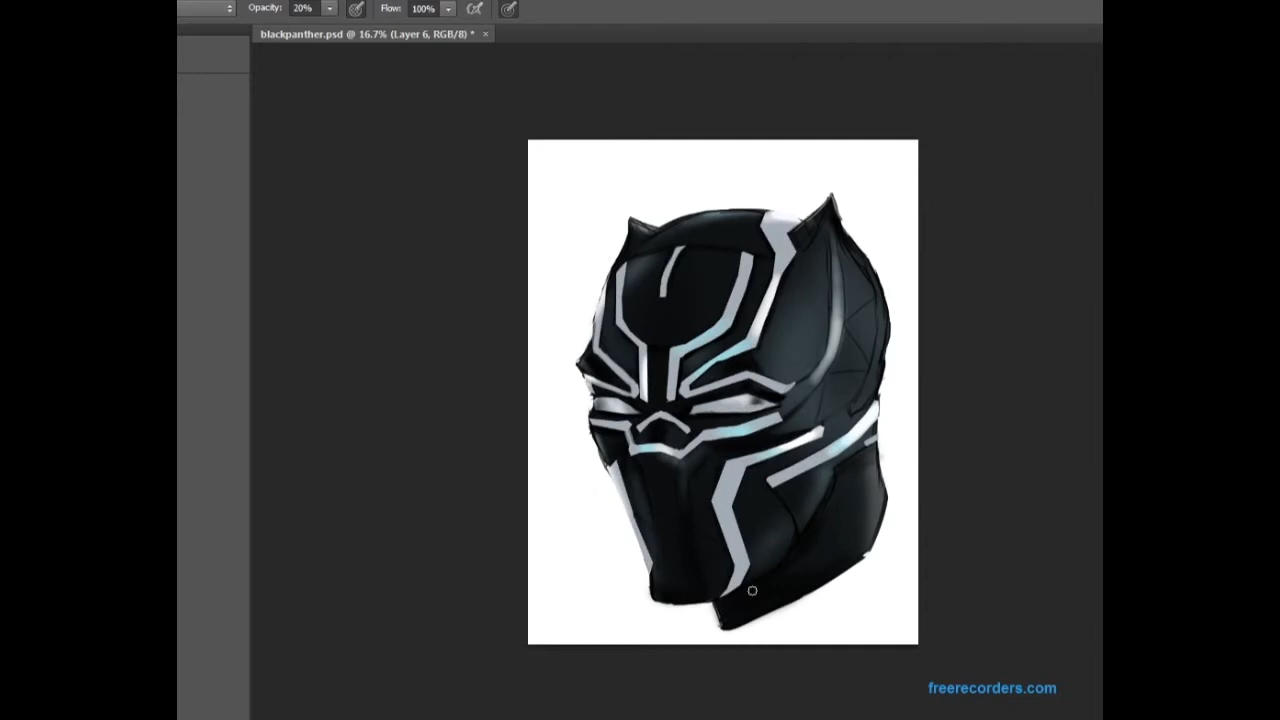 Opacity: 20% Flow: 100%
blackpanther.psd @ 16.7% (Layer 6, RGB/8) * ×
freerecorders.com